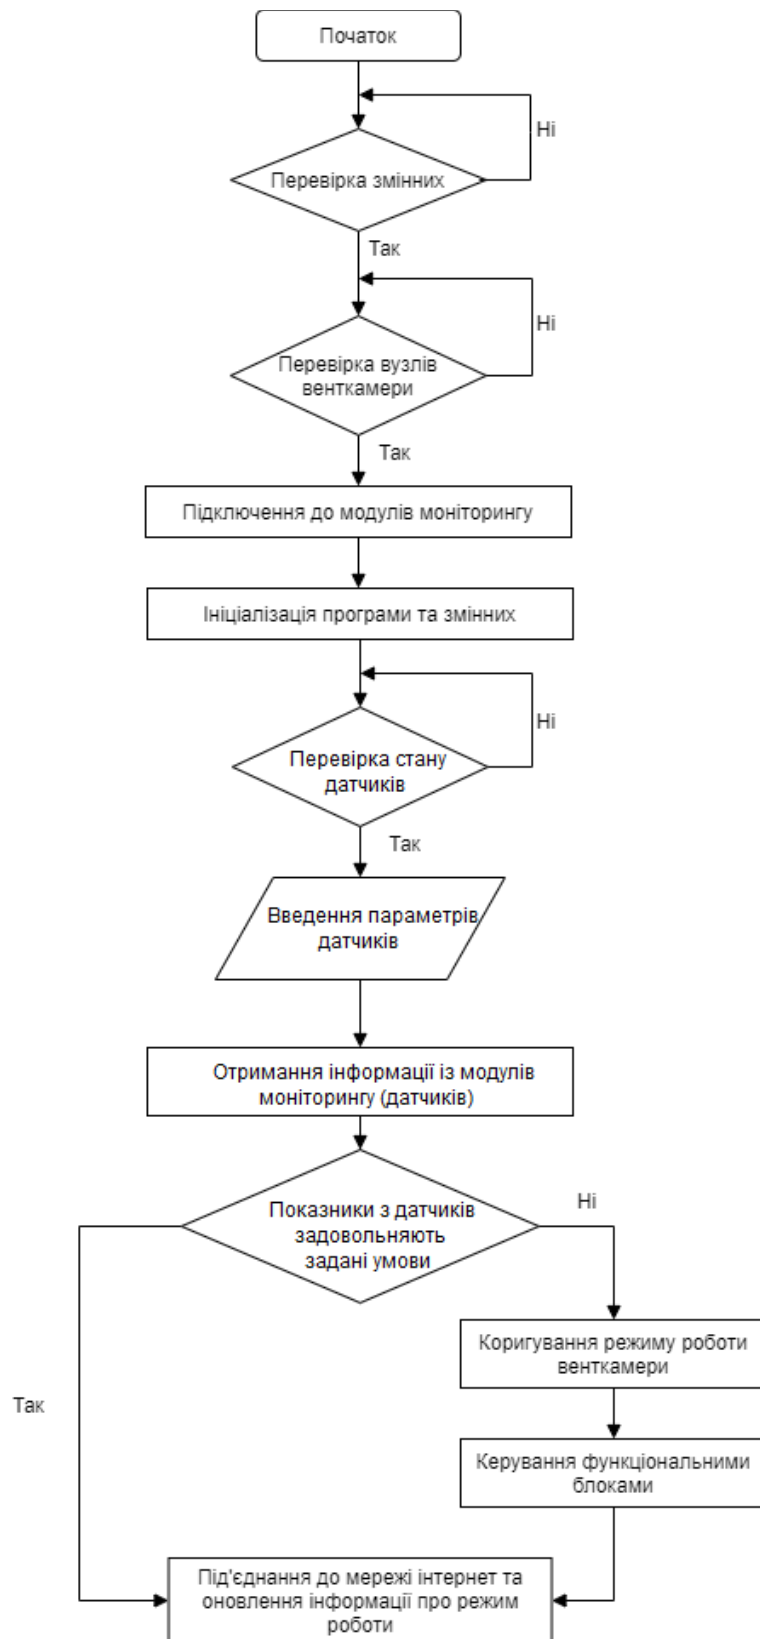 Початок
Ні
Перевірка змінних
Так
Ні
Перевірка вузлів
венткамери
Так
Підключення до модулів моніторингу
Ініціалізація програми та змінних
Ні
Перевірка стану
датчиків
Так
Введення параметрів
датчиків
Отримання інформації із модулів
моніторингу (датчиків)
Показники з датчиків
задовольняють
задані умови
Ні
Коригування режиму роботи
венткамери
Так
Керування функціональними
блоками
Під'єднання до мережі інтернет та
оновлення інформації про режим
роботи